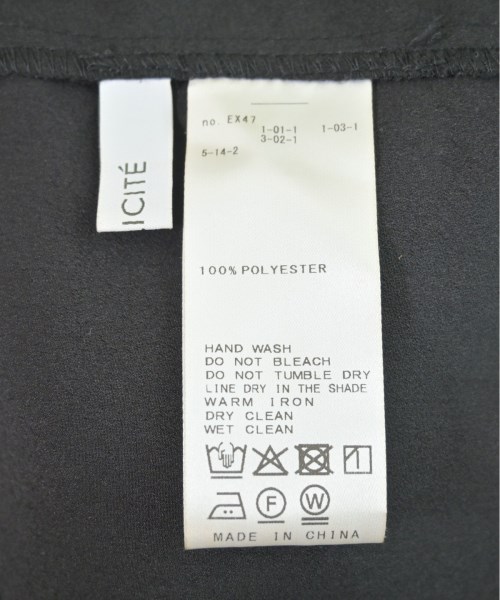 ICITÉ
no. EX47
1-01-1 1-03-1
3-02-1
5-14-2
100% POLYESTER
HAND WASH
DO NOT BLEACH
DO NOT TUMBLE DRY
LINE DRY IN THE SHADE
WARM IRON
DRY CLEAN
WET CLEAN
F W
MADE IN CHINA